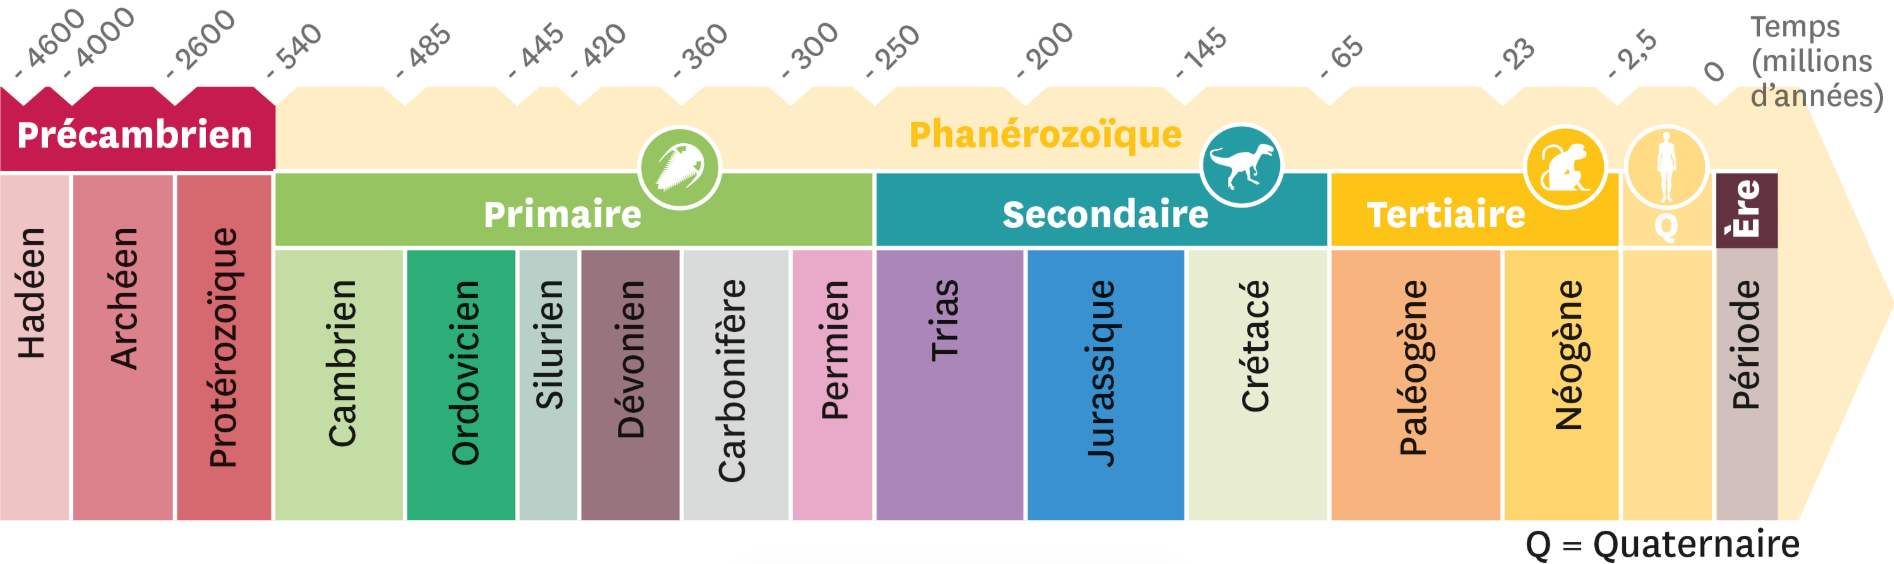 - 4600
- 4000
- 2600
- 540
- 485
- 445
- 420
- 360
- 300
- 250
- 200
- 145
- 65
- 23
- 2,5
0
Temps
(millions
d'années)
Précambrien
Phanérozoïque
Primaire
Secondaire
Tertiaire
Q
Ère
Hadéen
Archéen
Protérozoïque
Cambrien
Ordovicien
Silurien
Dévonien
Carbonifère
Permien
Trias
Jurassique
Crétacé
Paléogène
Néogène
Période
Q = Quaternaire